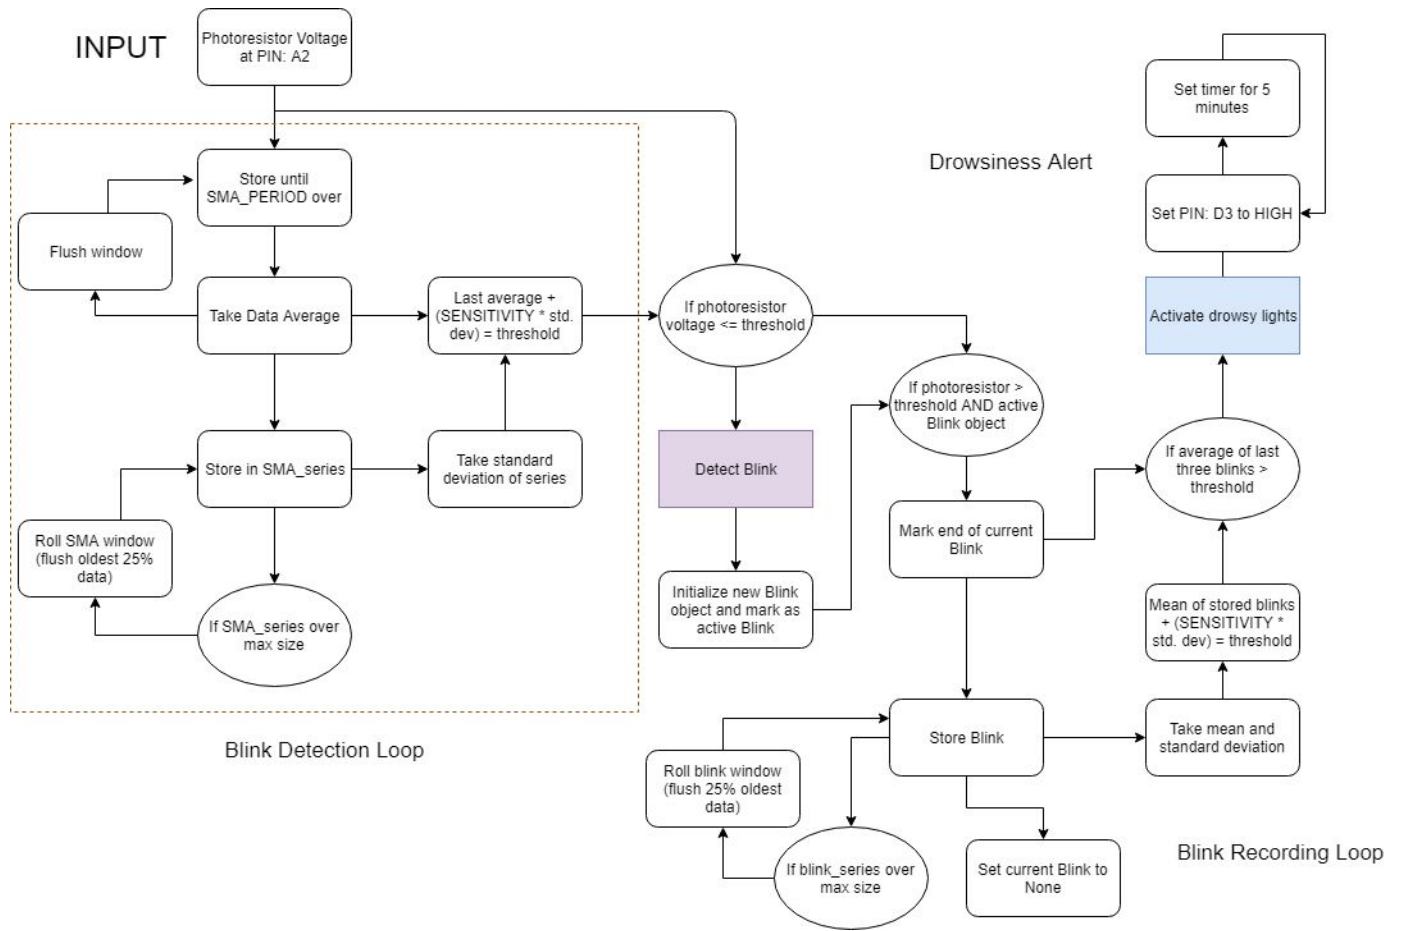 INPUT
Photoresistor Voltage
at PIN: A2
Store until
SMA_PERIOD over
Flush window
Take Data Average
Last average +
(SENSITIVITY * std.
dev) = threshold
Store in SMA_series
Take standard
deviation of series
Roll SMA window
(flush oldest 25%
data)
If SMA_series over
max size
Blink Detection Loop
If photoresistor
voltage <= threshold
Detect Blink
Initialize new Blink
object and mark as
active Blink
If photoresistor >
threshold AND active
Blink object
Mark end of current
Blink
Store Blink
Roll blink window
(flush 25% oldest
data)
If blink_series over
max size
Set current Blink to
None
Drowsiness Alert
Set timer for 5
minutes
Set PIN: D3 to HIGH
Activate drowsy lights
If average of last
three blinks >
threshold
Mean of stored blinks
+ (SENSITIVITY *
std. dev) = threshold
Take mean and
standard deviation
Blink Recording Loop